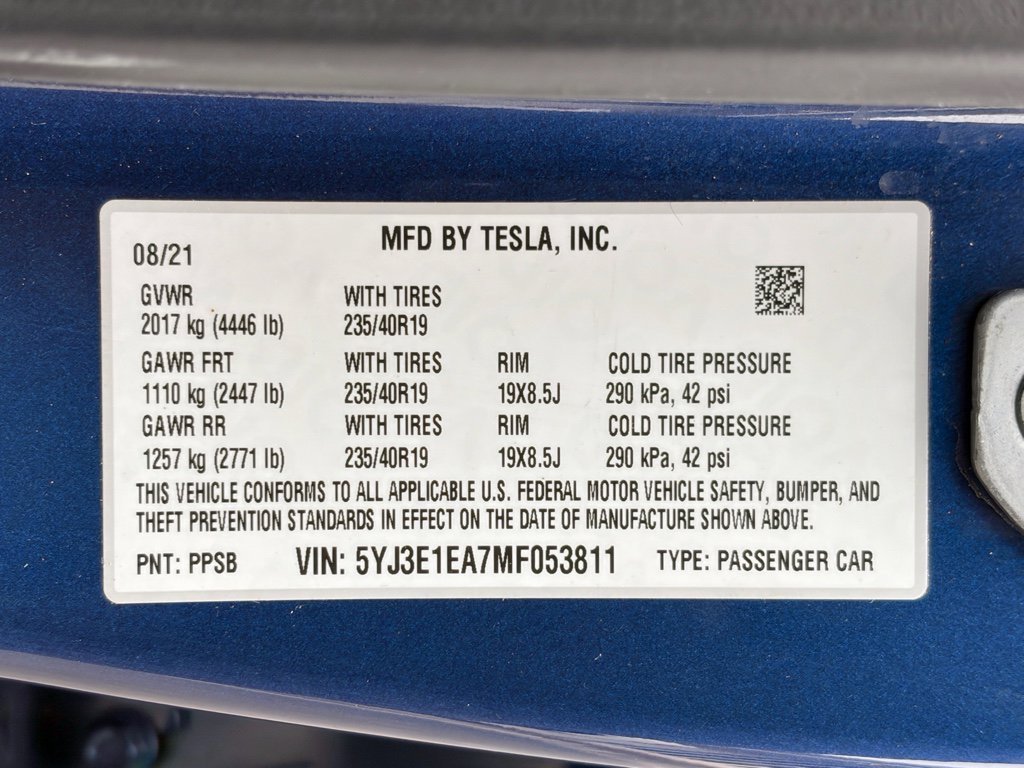 MFD BY TESLA, INC.
08/21
GVWR WITH TIRES
2017 kg (4446 lb) 235/40R19
GAWR FRT WITH TIRES RIM COLD TIRE PRESSURE
1110 kg (2447 lb) 235/40R19 19X8.5J 290 kPa, 42 psi
GAWR RR WITH TIRES RIM COLD TIRE PRESSURE
1257 kg (2771 lb) 235/40R19 19X8.5J 290 kPa, 42 psi
THIS VEHICLE CONFORMS TO ALL APPLICABLE U.S. FEDERAL MOTOR VEHICLE SAFETY, BUMPER, AND
THEFT PREVENTION STANDARDS IN EFFECT ON THE DATE OF MANUFACTURE SHOWN ABOVE.
PNT: PPSB VIN: 5YJ3E1EA7MF053811 TYPE: PASSENGER CAR